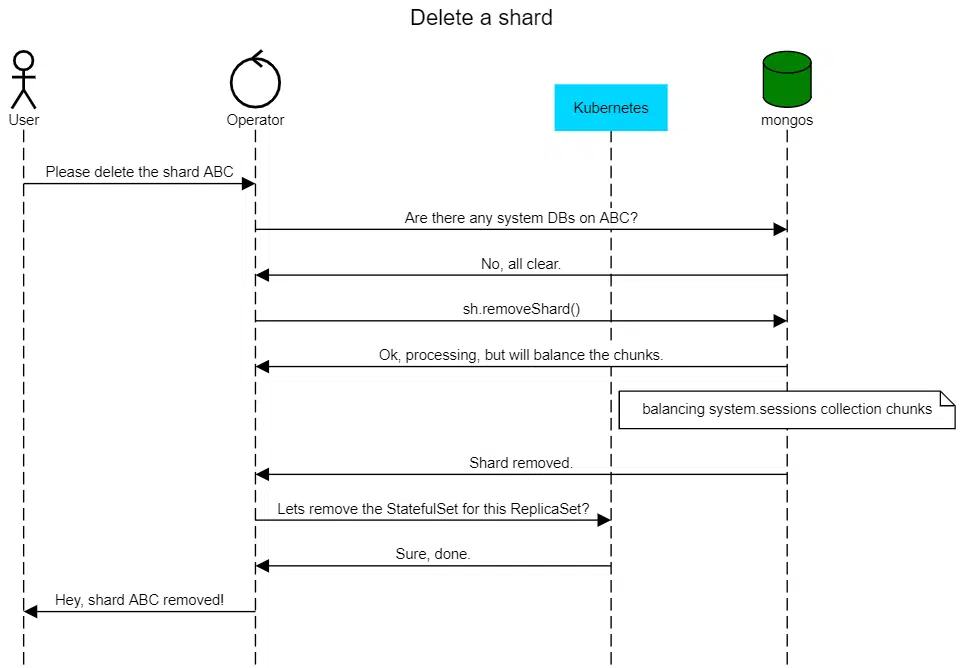 Delete a shard
User
Operator
Kubernetes
mongos
Please delete the shard ABC
Are there any system DBs on ABC?
No, all clear.
sh.removeShard()
Ok, processing, but will balance the chunks.
balancing system.sessions collection chunks
Shard removed.
Lets remove the StatefulSet for this ReplicaSet?
Sure, done.
Hey, shard ABC removed!